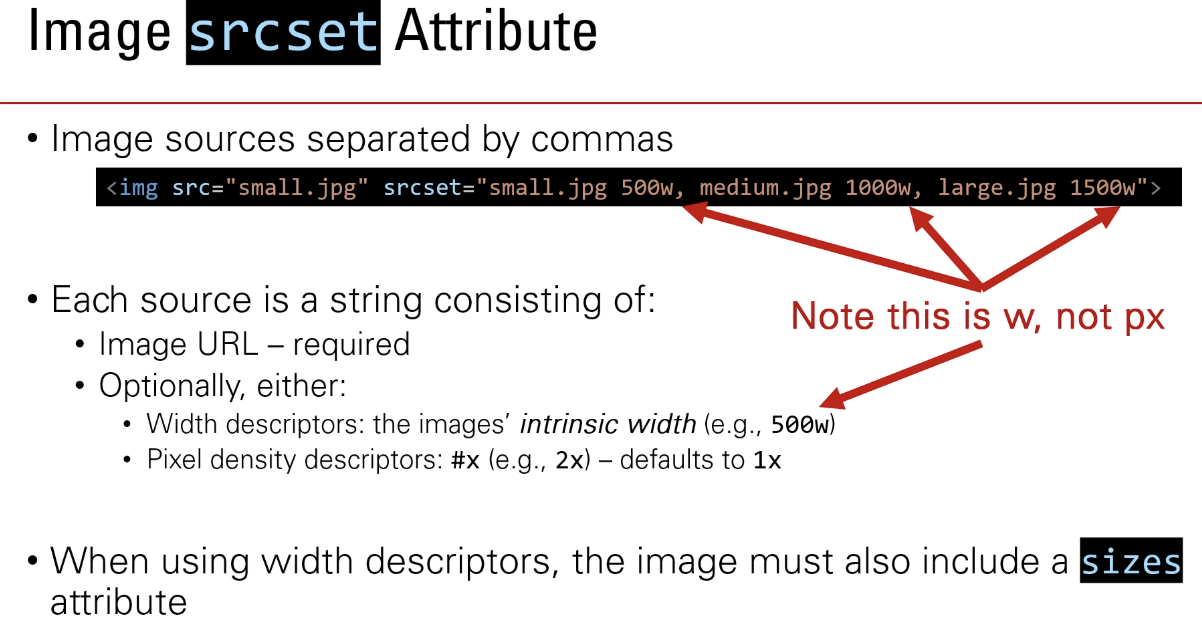 Image srcset Attribute
• Image sources separated by commas
<img src="small.jpg" srcset="small.jpg 500w, medium.jpg 1000w, large.jpg 1500w">
• Each source is a string consisting of:
Note this is w, not px
• Image URL – required
• Optionally, either:
• Width descriptors: the images’ intrinsic width (e.g., 500w)
• Pixel density descriptors: #x (e.g., 2x) – defaults to 1x
• When using width descriptors, the image must also include a sizes
attribute